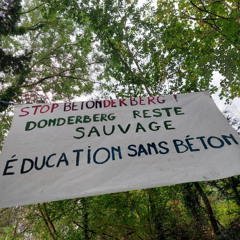 STOP BETONDERBERG !
DONDERBERG RESTE
SAUVAGE
ÉDUCATION SANS BÉTON